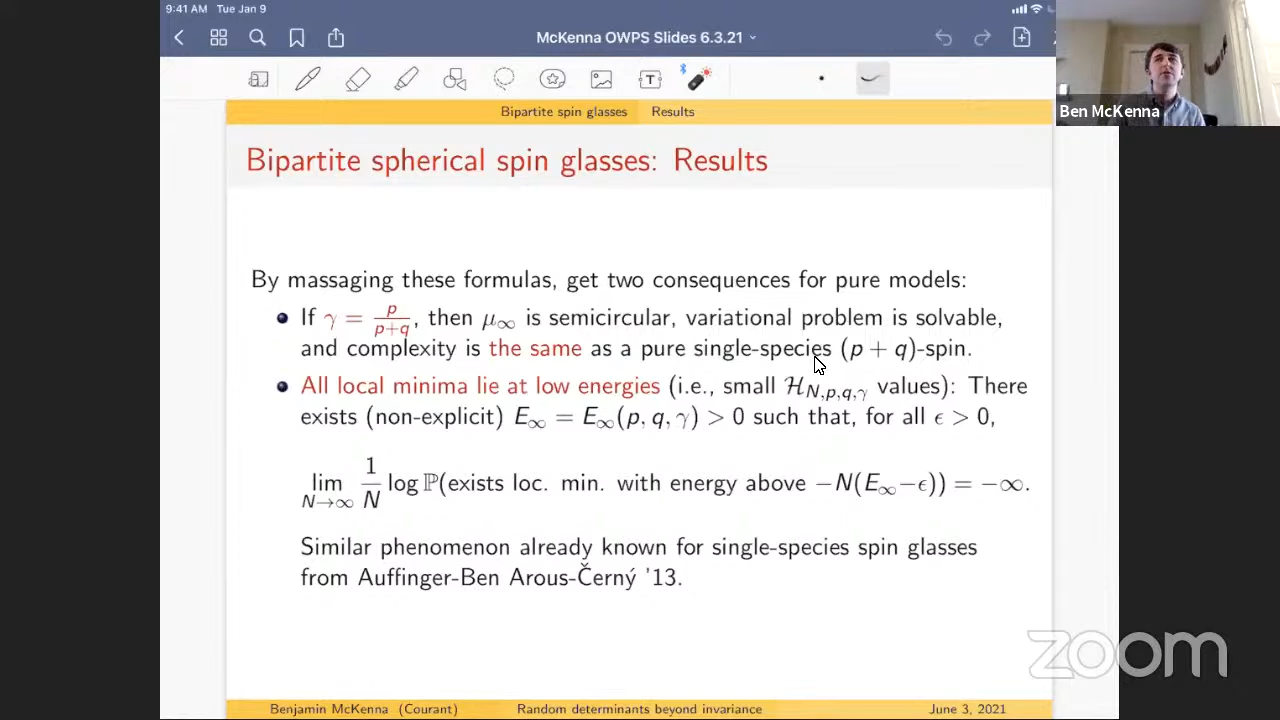 9:41 AM Tue Jan 9
McKenna OWPS Slides 6.3.21
T
Ben McKenna
Bipartite spin glasses Results
Bipartite spherical spin glasses: Results
By massaging these formulas, get two consequences for pure models:
If γ = p/(p+q), then μ∞ is semicircular, variational problem is solvable,
and complexity is the same as a pure single-species (p + q)-spin.
All local minima lie at low energies (i.e., small ℋ_{N,p,q,γ} values): There
exists (non-explicit) E∞ = E∞(p, q, γ) > 0 such that, for all ϵ > 0,
lim_{N→∞} 1/N log ℙ(exists loc. min. with energy above −N(E∞−ϵ)) = −∞.
Similar phenomenon already known for single-species spin glasses
from Auffinger-Ben Arous-Černý '13.
zoom
Benjamin McKenna (Courant) Random determinants beyond invariance June 3, 2021